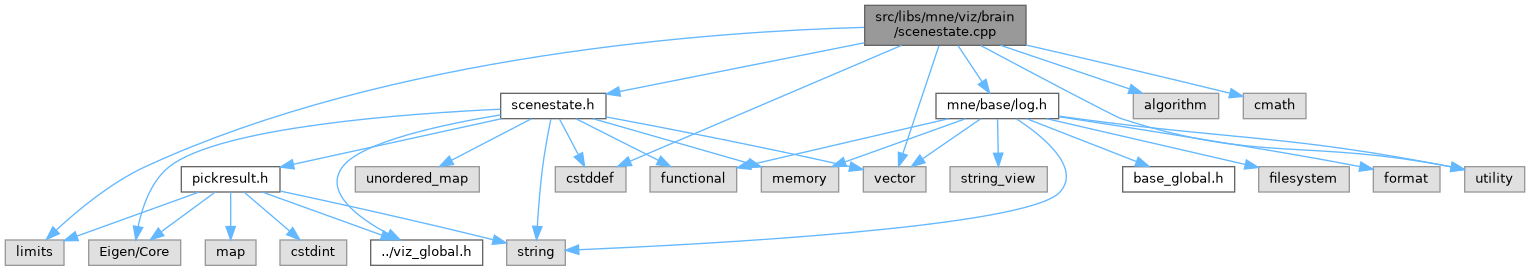 src/libs/mne/viz/brain
/scenestate.cpp
scenestate.h
mne/base/log.h
algorithm
cmath
pickresult.h
unordered_map
cstddef
functional
memory
vector
string_view
base_global.h
filesystem
format
utility
limits
Eigen/Core
map
cstdint
../viz_global.h
string